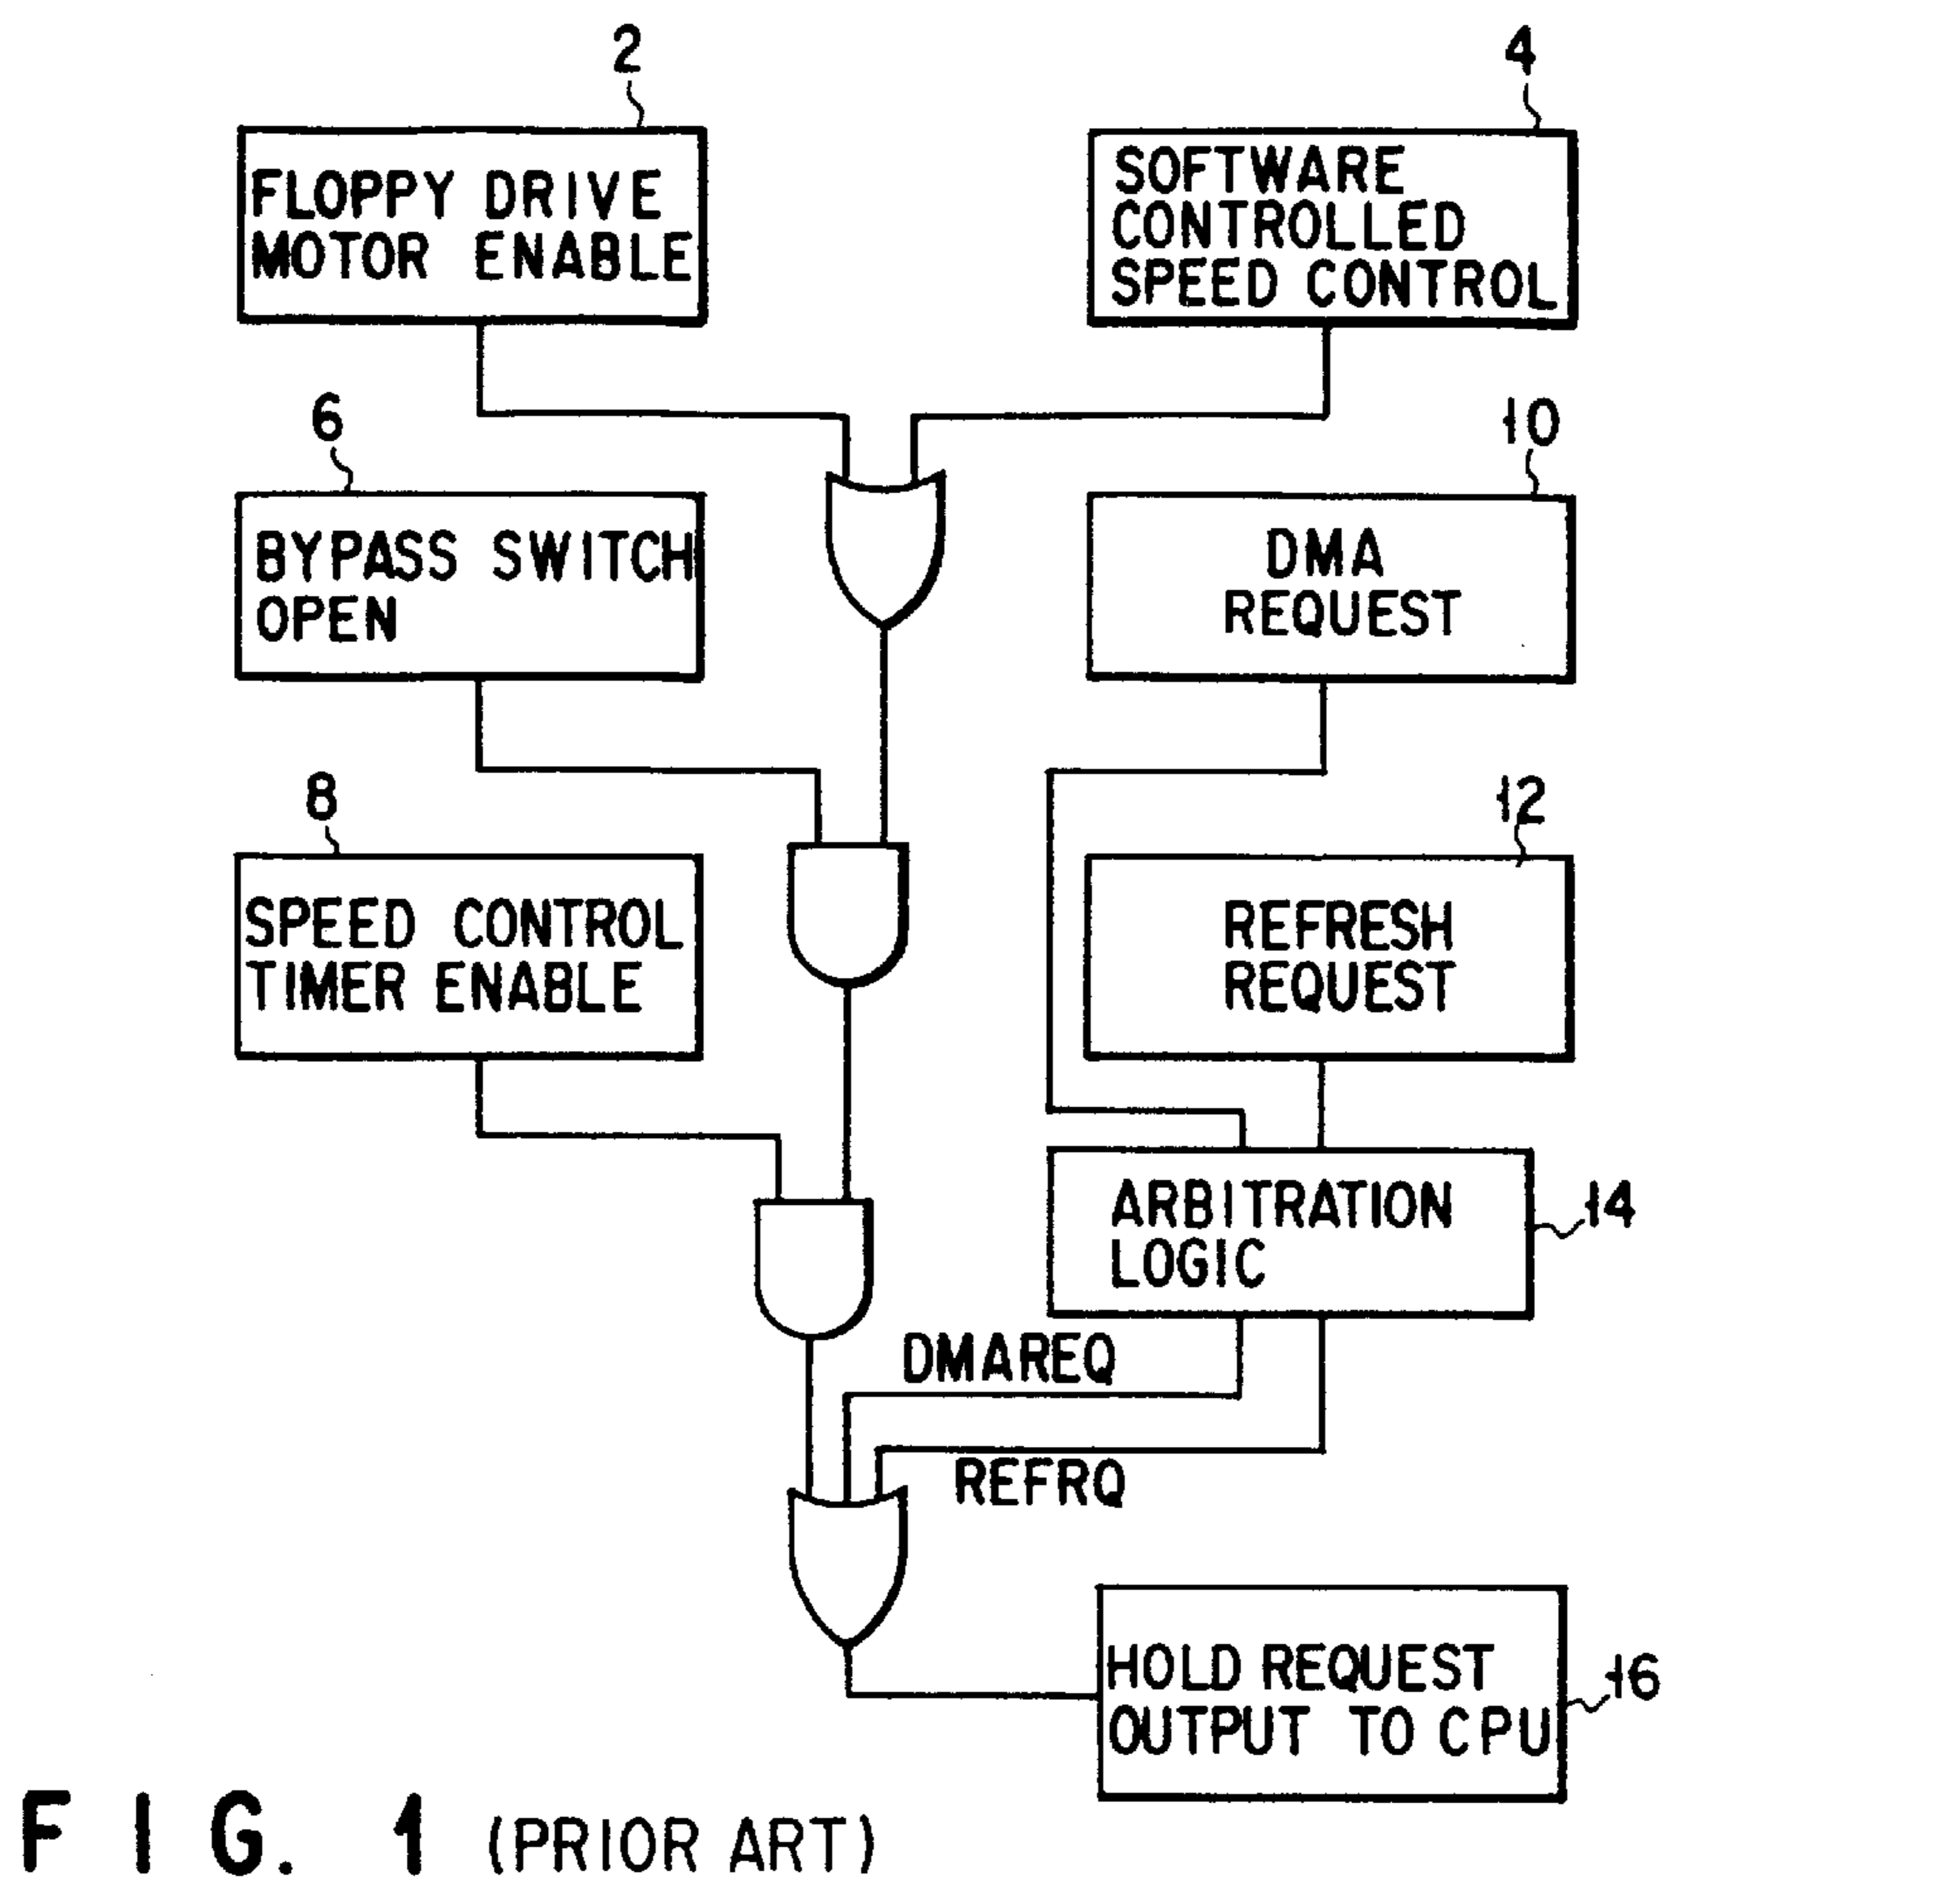 2
FLOPPY DRIVE
MOTOR ENABLE
4
SOFTWARE
CONTROLLED
SPEED CONTROL
6
BYPASS SWITCH
OPEN
10
DMA
REQUEST
8
SPEED CONTROL
TIMER ENABLE
12
REFRESH
REQUEST
ARBITRATION
LOGIC
14
DMAREQ
REFRQ
HOLD REQUEST
OUTPUT TO CPU
16
FIG. 1 (PRIOR ART)